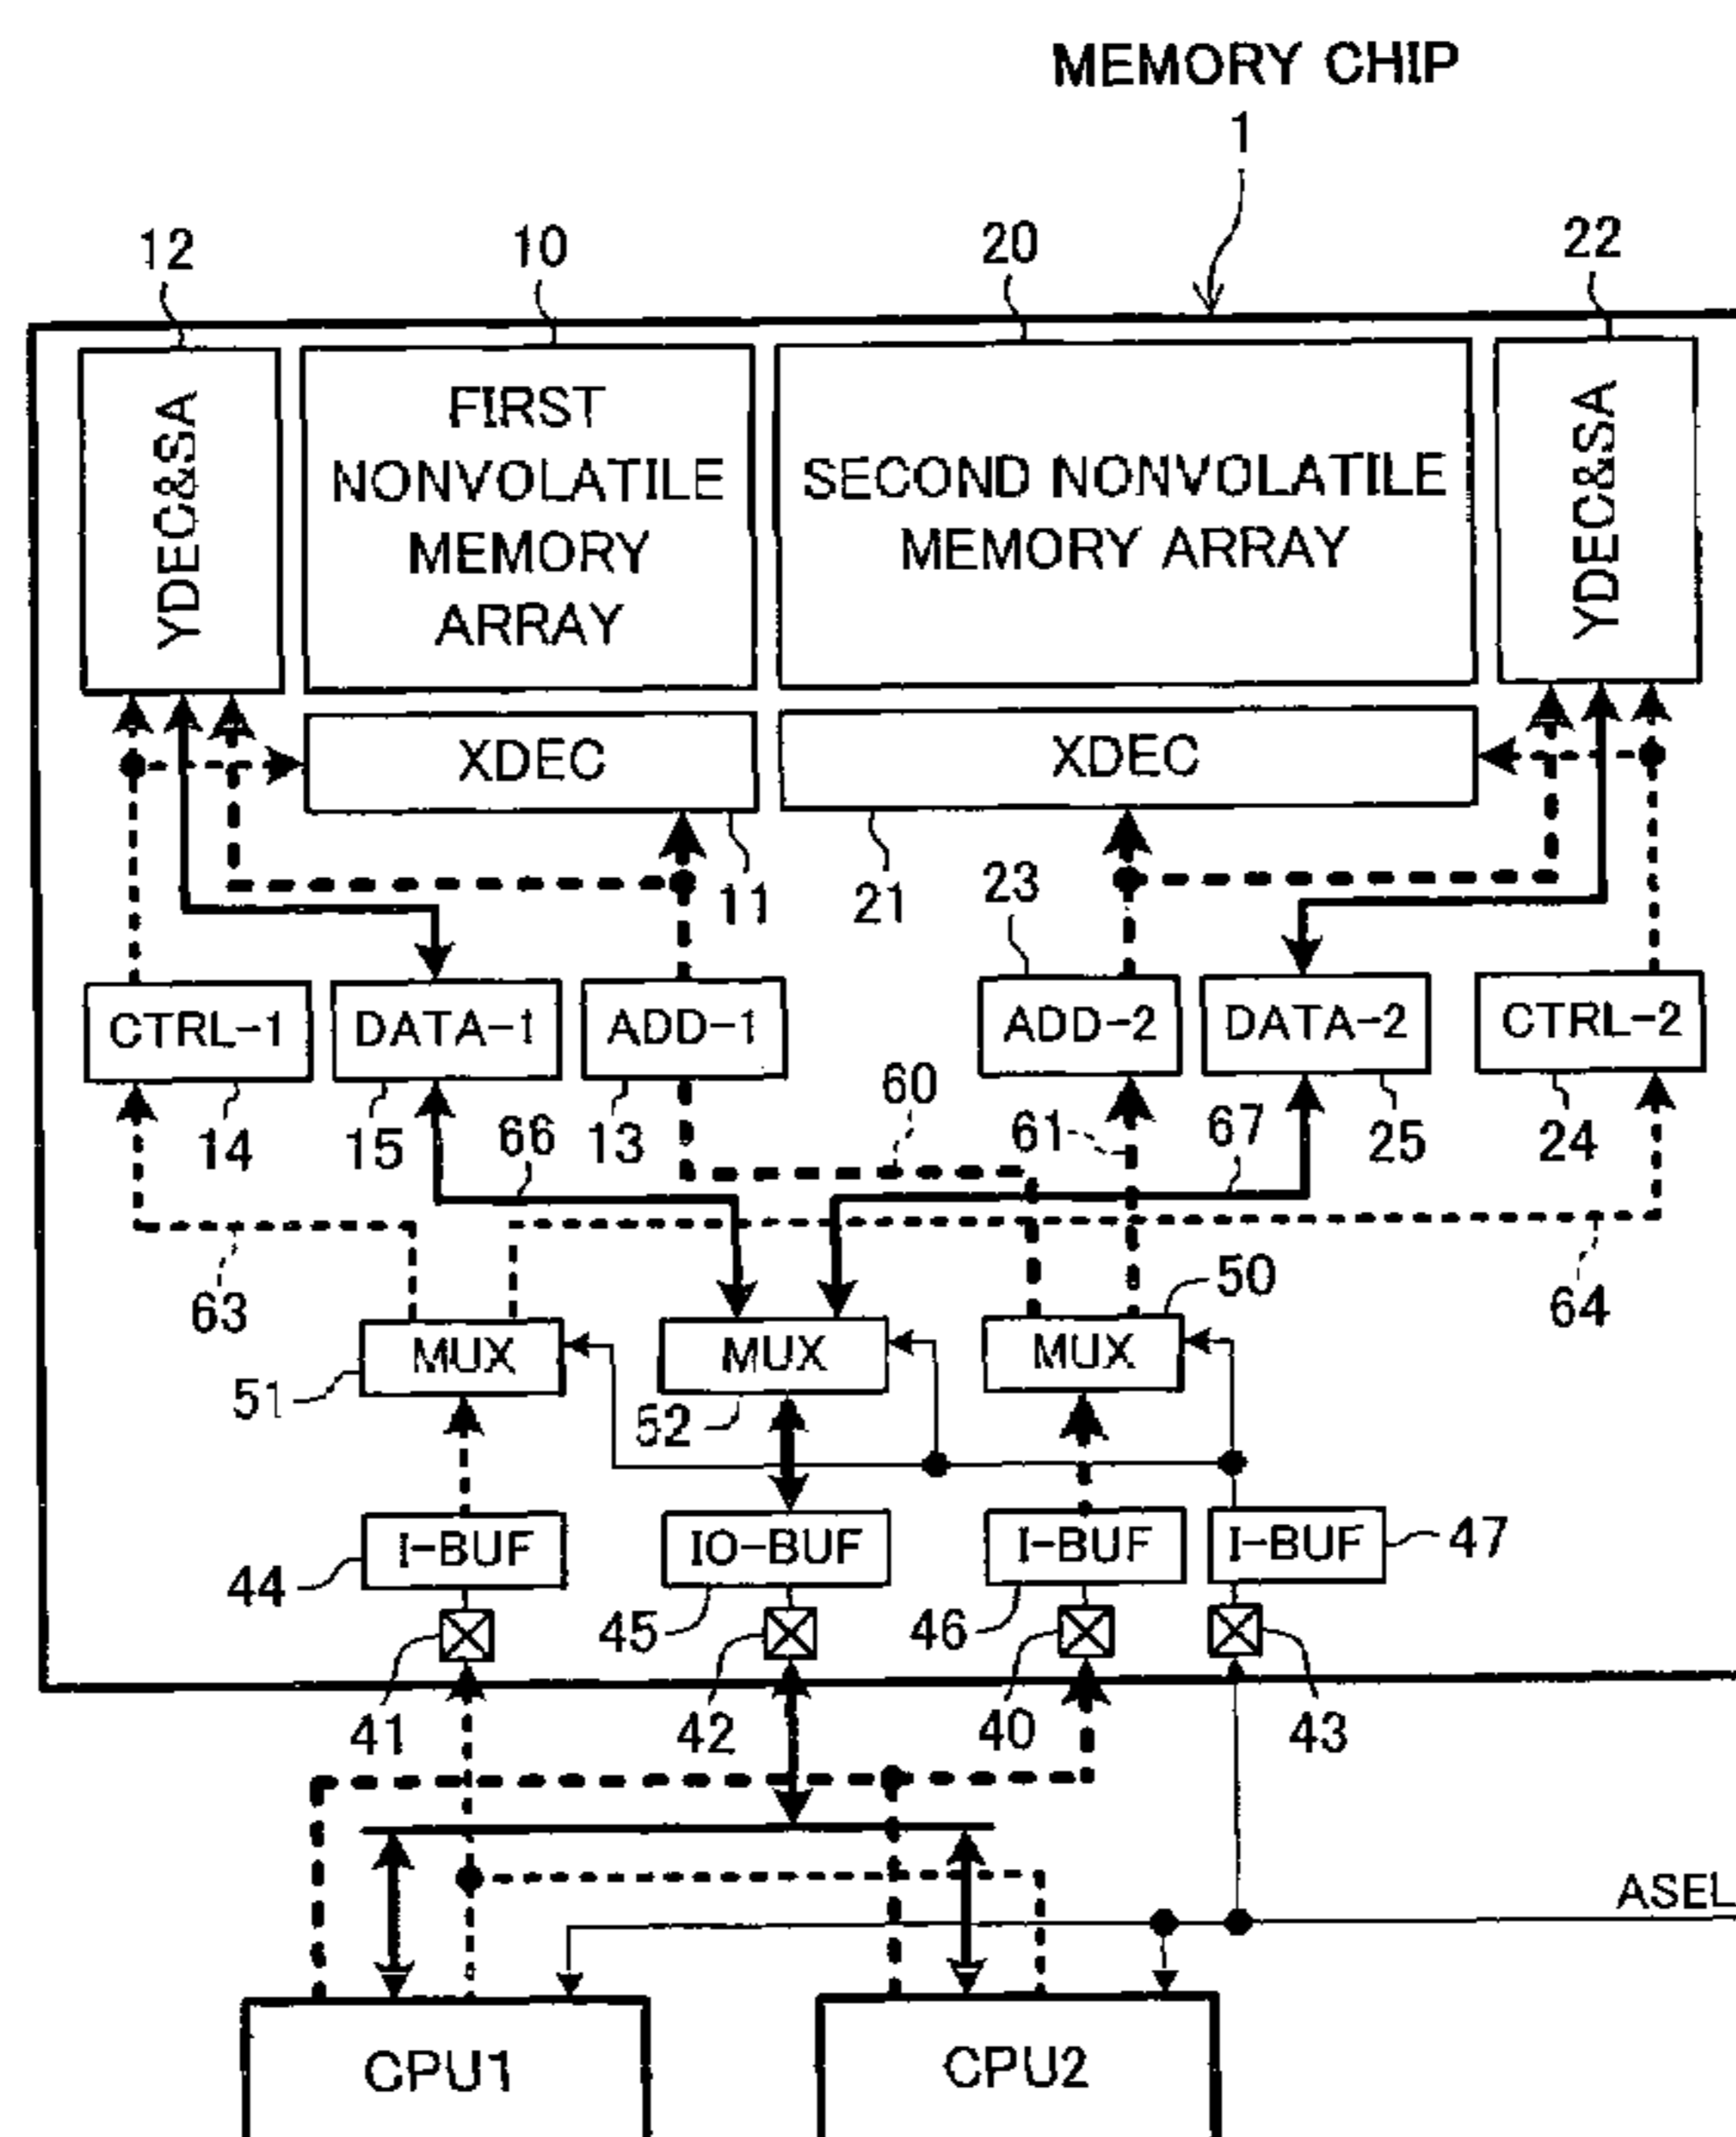 MEMORY CHIP
1
12
10
20
22
YDEC&SA
FIRST
NONVOLATILE
MEMORY
ARRAY
SECOND NONVOLATILE
MEMORY ARRAY
YDEC&SA
XDEC
XDEC
11
21
23
CTRL-1
DATA-1
ADD-1
ADD-2
DATA-2
CTRL-2
14
15
66
13
60
61
67
25
24
63
64
50
MUX
MUX
MUX
51
52
I-BUF
IO-BUF
I-BUF
I-BUF
47
44
45
46
41
42
40
43
ASEL
CPU1
CPU2